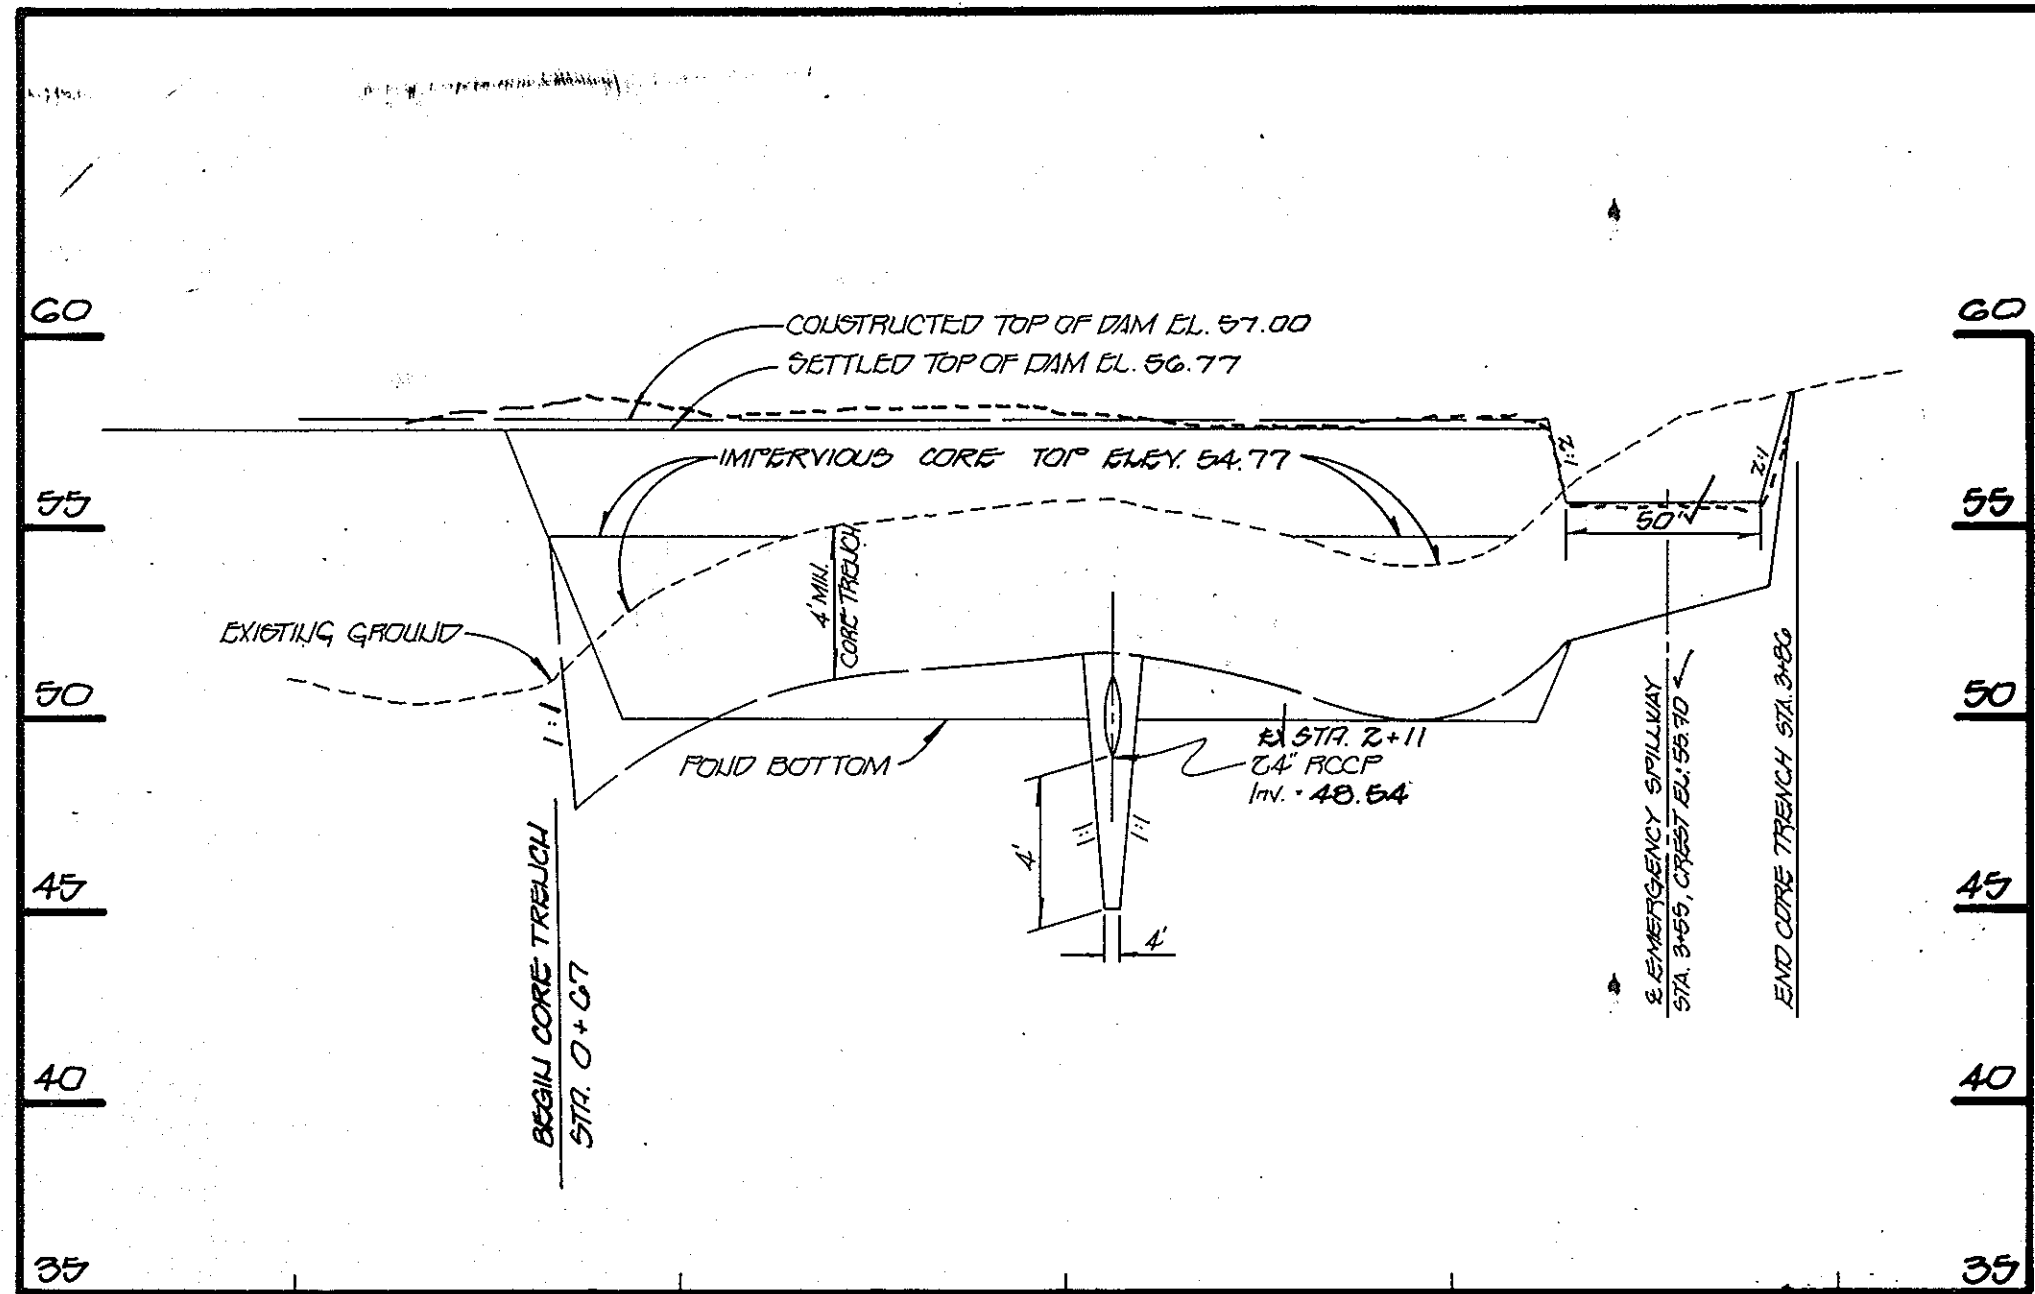 60
60
CONSTRUCTED TOP OF DAM EL. 57.00
SETTLED TOP OF DAM EL. 56.77
IMPERVIOUS CORE TOP ELEV. 54.77
2:1
2:1
55
55
50'
4' MIN.
CORE TRENCH
EXISTING GROUND
50
50
1:1
POND BOTTOM
STA. 2+11
24" RCCP
Inv. = 48.54
1:1
1:1
4'
4'
45
45
BEGIN CORE TRENCH
STA. 0+67
℄ EMERGENCY SPILLWAY
STA. 3+55, CREST EL: 55.70
END CORE TRENCH STA. 3+86
40
40
35
35